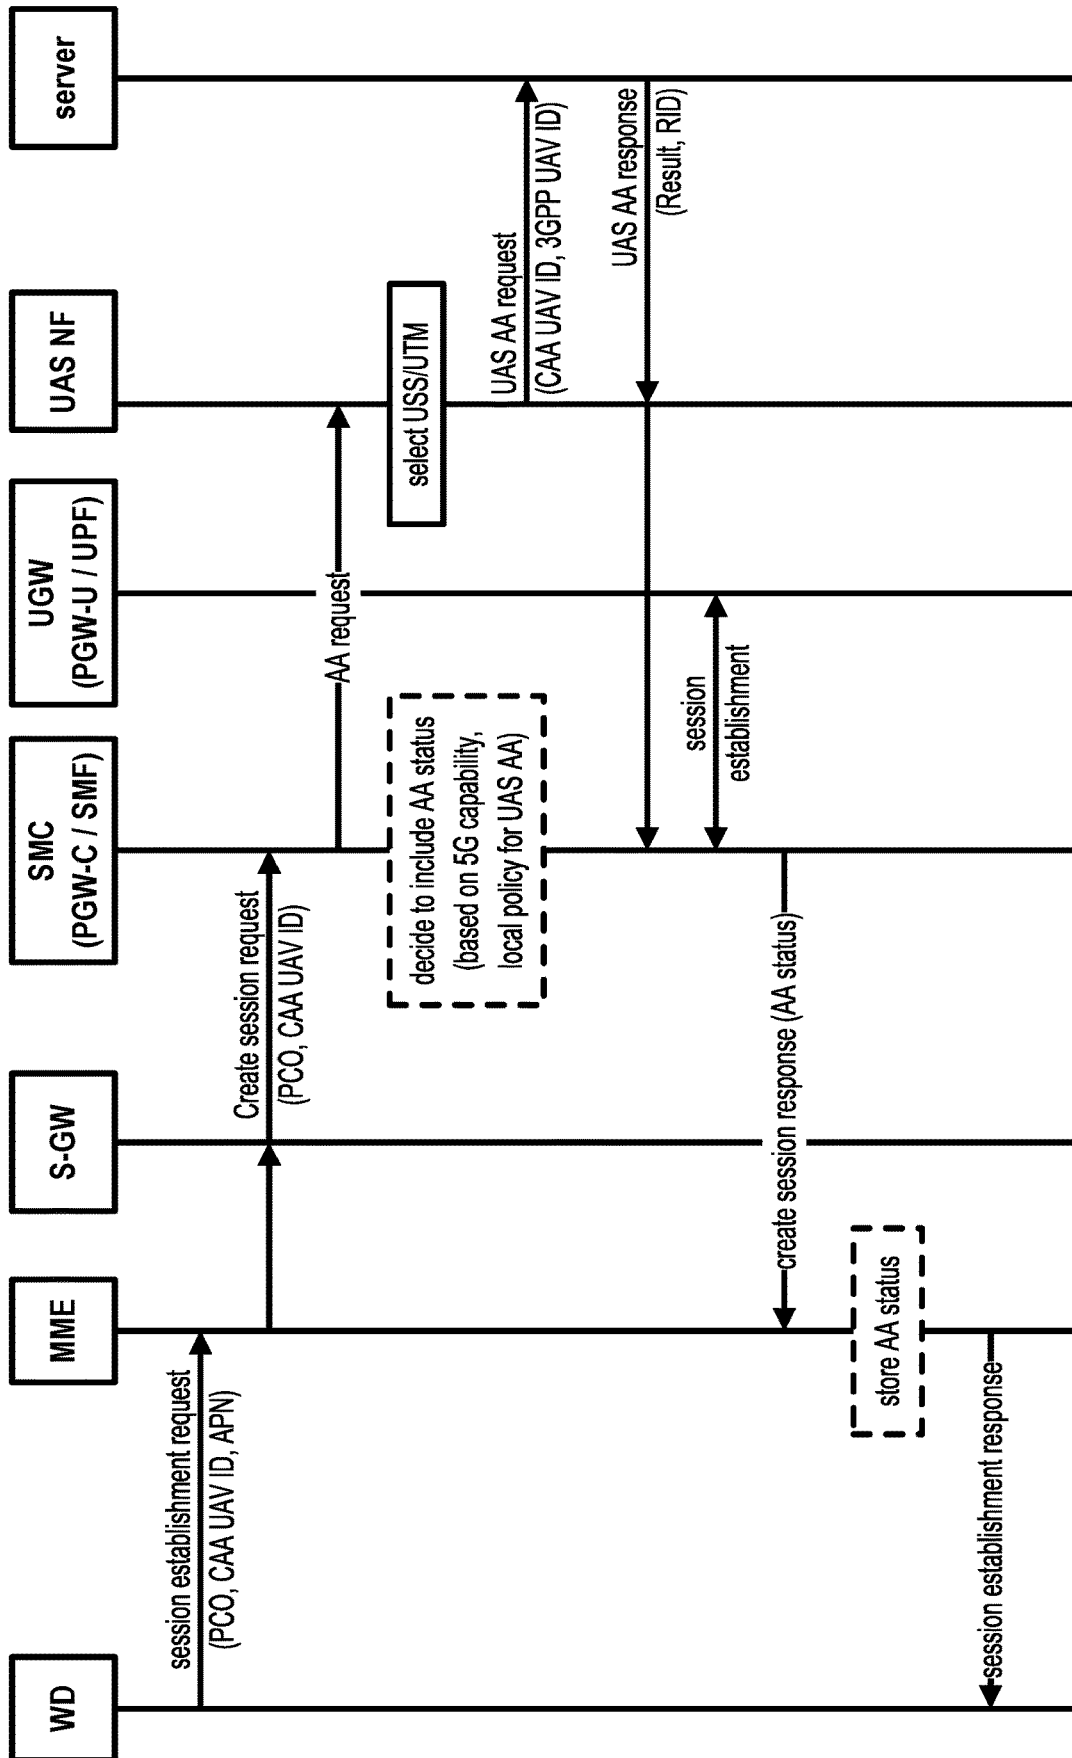 WD
MME
S-GW
SMC
(PGW-C / SMF)
UGW
(PGW-U / UPF)
UAS NF
server
session establishment request
(PCO, CAA UAV ID, APN)
Create session request
(PCO, CAA UAV ID)
AA request
decide to include AA status
(based on 5G capability,
local policy for UAS AA)
select USS/UTM
UAS AA request
(CAA UAV ID, 3GPP UAV ID)
UAS AA response
(Result, RID)
session
establishment
create session response (AA status)
store AA status
session establishment response